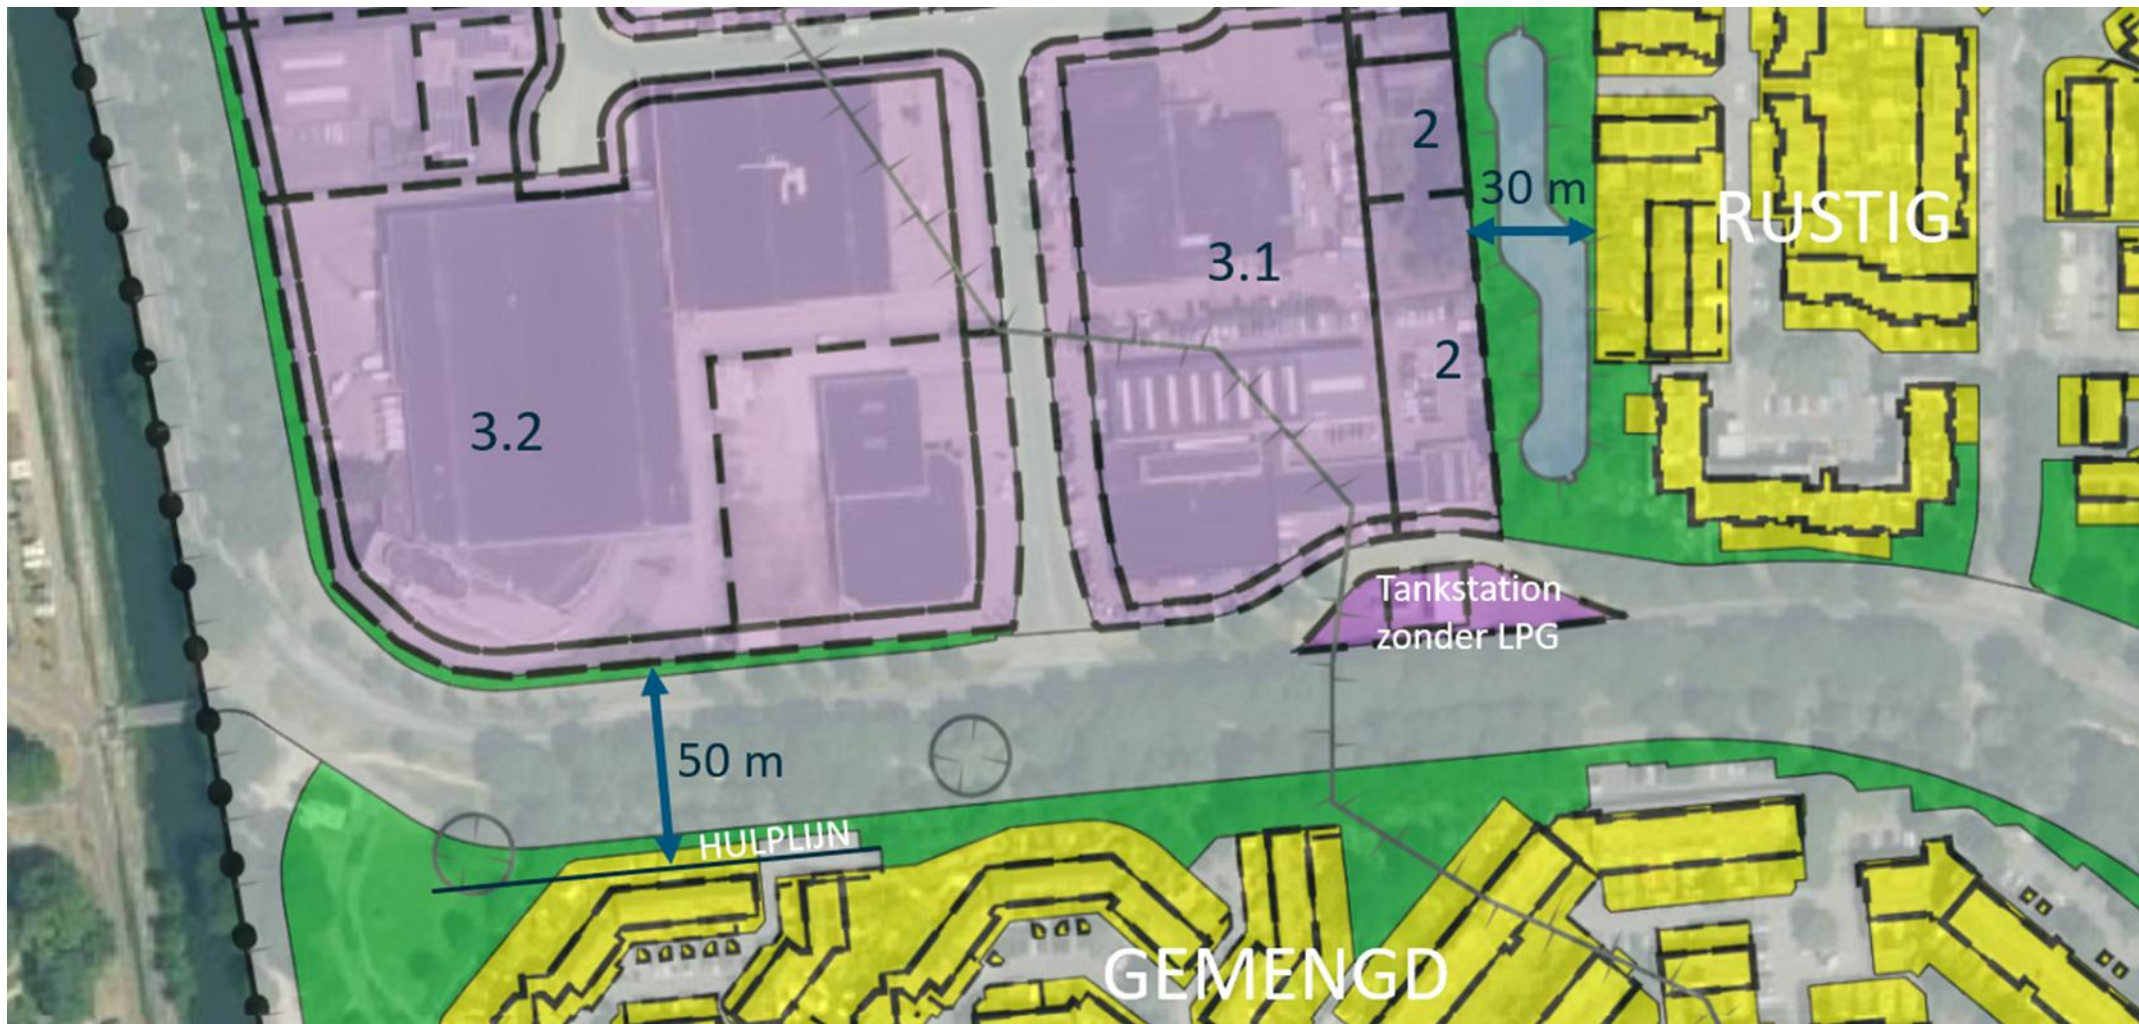 2
30 m
RUSTIG
3.1
2
3.2
Tankstation
zonder LPG
50 m
HULPLIJN
GEMENGD